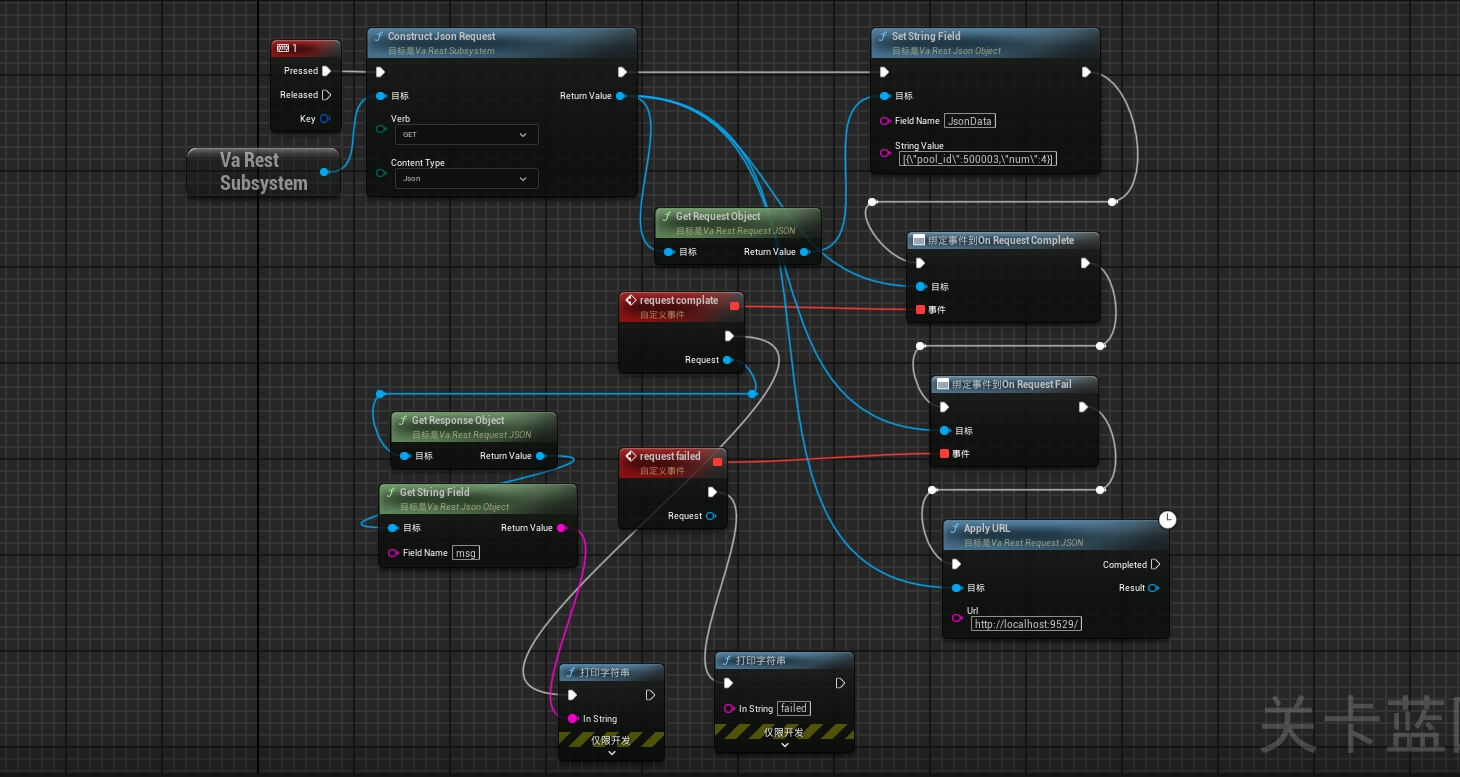 1
Pressed
Released
Key
Va Rest
Subsystem
Construct Json Request
目标是Va Rest Subsystem
目标
Return Value
Verb
GET
Content Type
Json
Set String Field
目标是Va Rest Json Object
目标
Field Name JsonData
String Value
[{\"pool_id\":500003,\"num\":4}]
Get Request Object
目标是Va Rest Request JSON
目标 Return Value
绑定事件到On Request Complete
目标
事件
request complate
自定义事件
Request
绑定事件到On Request Fail
目标
事件
Get Response Object
目标是Va Rest Request JSON
目标 Return Value
request failed
自定义事件
Request
Get String Field
目标是Va Rest Json Object
目标 Return Value
Field Name msg
Apply URL
目标是Va Rest Request JSON
Completed
目标 Result
Url
http://localhost:9529/
打印字符串
In String
仅限开发
打印字符串
In String failed
仅限开发
关卡蓝